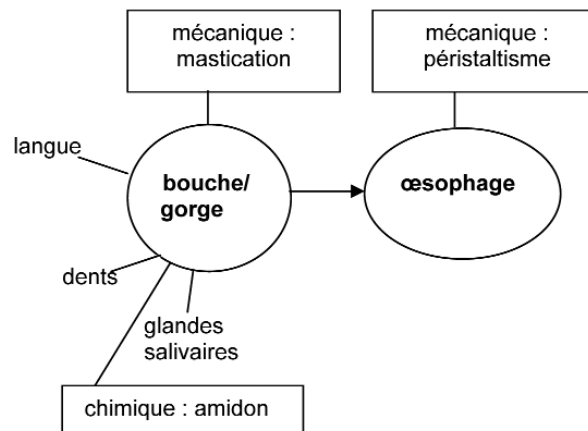 mécanique :
mastication
mécanique :
péristaltisme
langue
bouche/
gorge
œsophage
dents
glandes
salivaires
chimique : amidon